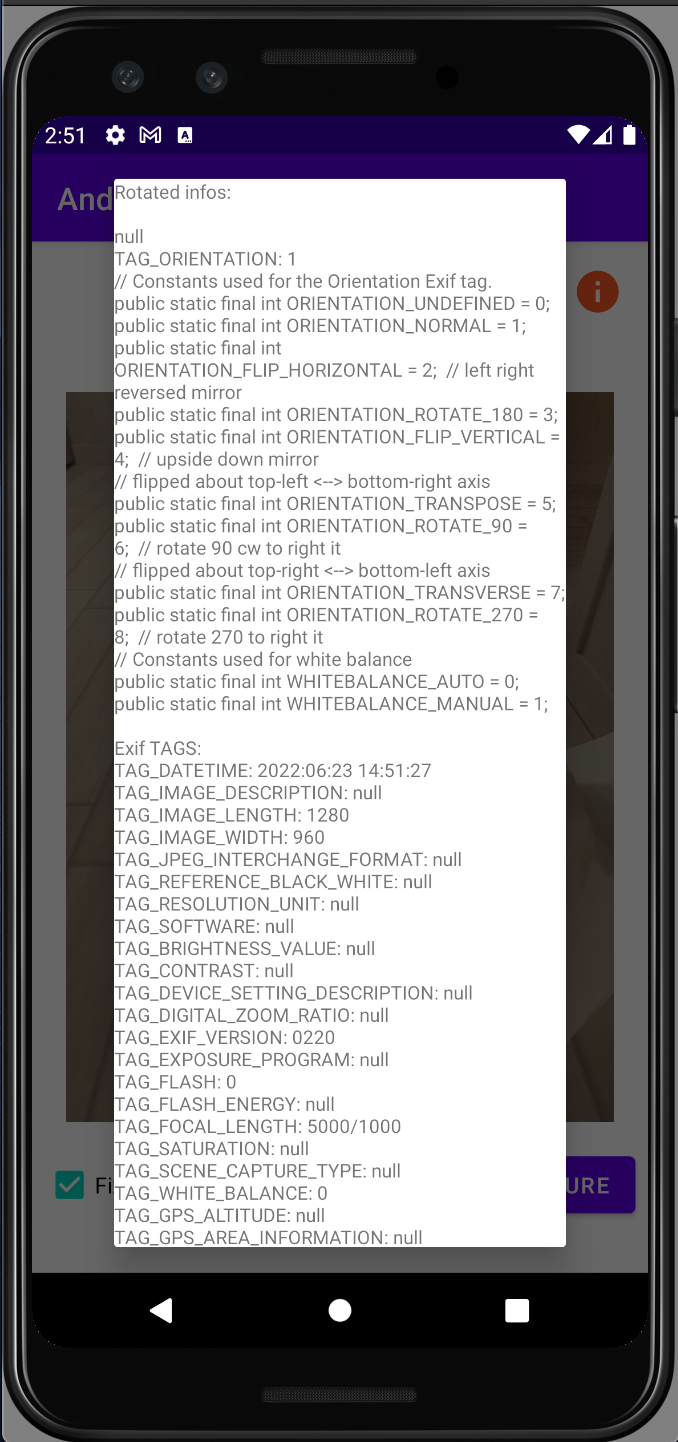 2:51
And
Rotated infos:
null
TAG_ORIENTATION: 1
// Constants used for the Orientation Exif tag.
public static final int ORIENTATION_UNDEFINED = 0;
public static final int ORIENTATION_NORMAL = 1;
public static final int
ORIENTATION_FLIP_HORIZONTAL = 2;  // left right
reversed mirror
public static final int ORIENTATION_ROTATE_180 = 3;
public static final int ORIENTATION_FLIP_VERTICAL =
4;  // upside down mirror
// flipped about top-left <--> bottom-right axis
public static final int ORIENTATION_TRANSPOSE = 5;
public static final int ORIENTATION_ROTATE_90 =
6;  // rotate 90 cw to right it
// flipped about top-right <--> bottom-left axis
public static final int ORIENTATION_TRANSVERSE = 7;
public static final int ORIENTATION_ROTATE_270 =
8;  // rotate 270 to right it
// Constants used for white balance
public static final int WHITEBALANCE_AUTO = 0;
public static final int WHITEBALANCE_MANUAL = 1;
Exif TAGS:
TAG_DATETIME: 2022:06:23 14:51:27
TAG_IMAGE_DESCRIPTION: null
TAG_IMAGE_LENGTH: 1280
TAG_IMAGE_WIDTH: 960
TAG_JPEG_INTERCHANGE_FORMAT: null
TAG_REFERENCE_BLACK_WHITE: null
TAG_RESOLUTION_UNIT: null
TAG_SOFTWARE: null
TAG_BRIGHTNESS_VALUE: null
TAG_CONTRAST: null
TAG_DEVICE_SETTING_DESCRIPTION: null
TAG_DIGITAL_ZOOM_RATIO: null
TAG_EXIF_VERSION: 0220
TAG_EXPOSURE_PROGRAM: null
TAG_FLASH: 0
TAG_FLASH_ENERGY: null
TAG_FOCAL_LENGTH: 5000/1000
TAG_SATURATION: null
TAG_SCENE_CAPTURE_TYPE: null
TAG_WHITE_BALANCE: 0
TAG_GPS_ALTITUDE: null
TAG_GPS_AREA_INFORMATION: null
Fi
URE